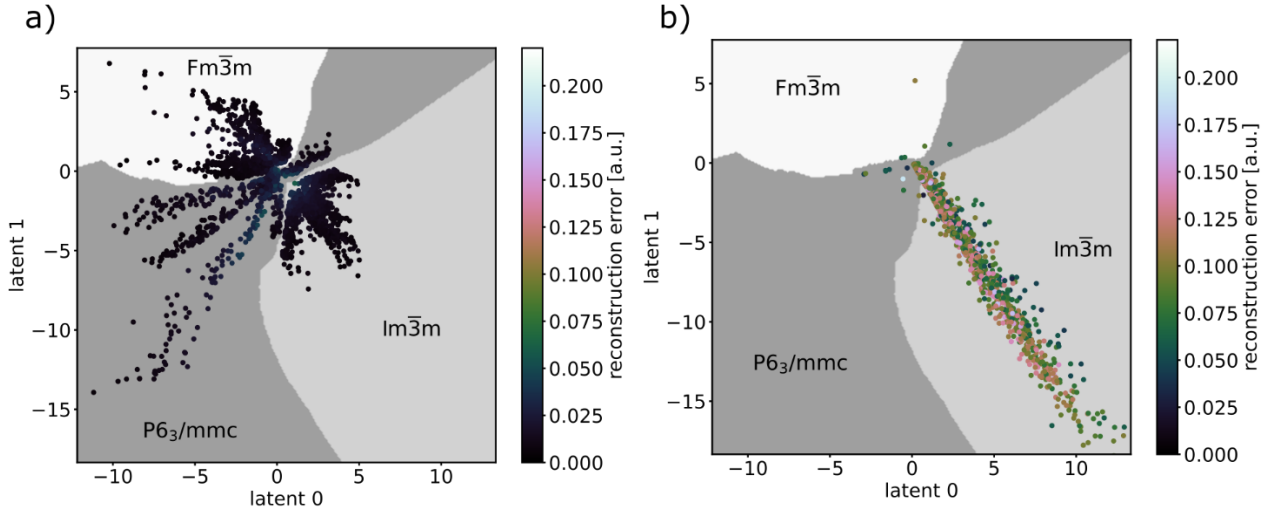 a)
Fm3̅m
Im3̅m
P6₃/mmc
5
0
−5
−10
−15
latent 1
−10 −5 0 5 10
latent 0
0.200
0.175
0.150
0.125
0.100
0.075
0.050
0.025
0.000
reconstruction error [a.u.]
b)
Fm3̅m
Im3̅m
P6₃/mmc
5
0
−5
−10
−15
latent 1
−10 −5 0 5 10
latent 0
0.200
0.175
0.150
0.125
0.100
0.075
0.050
0.025
0.000
reconstruction error [a.u.]